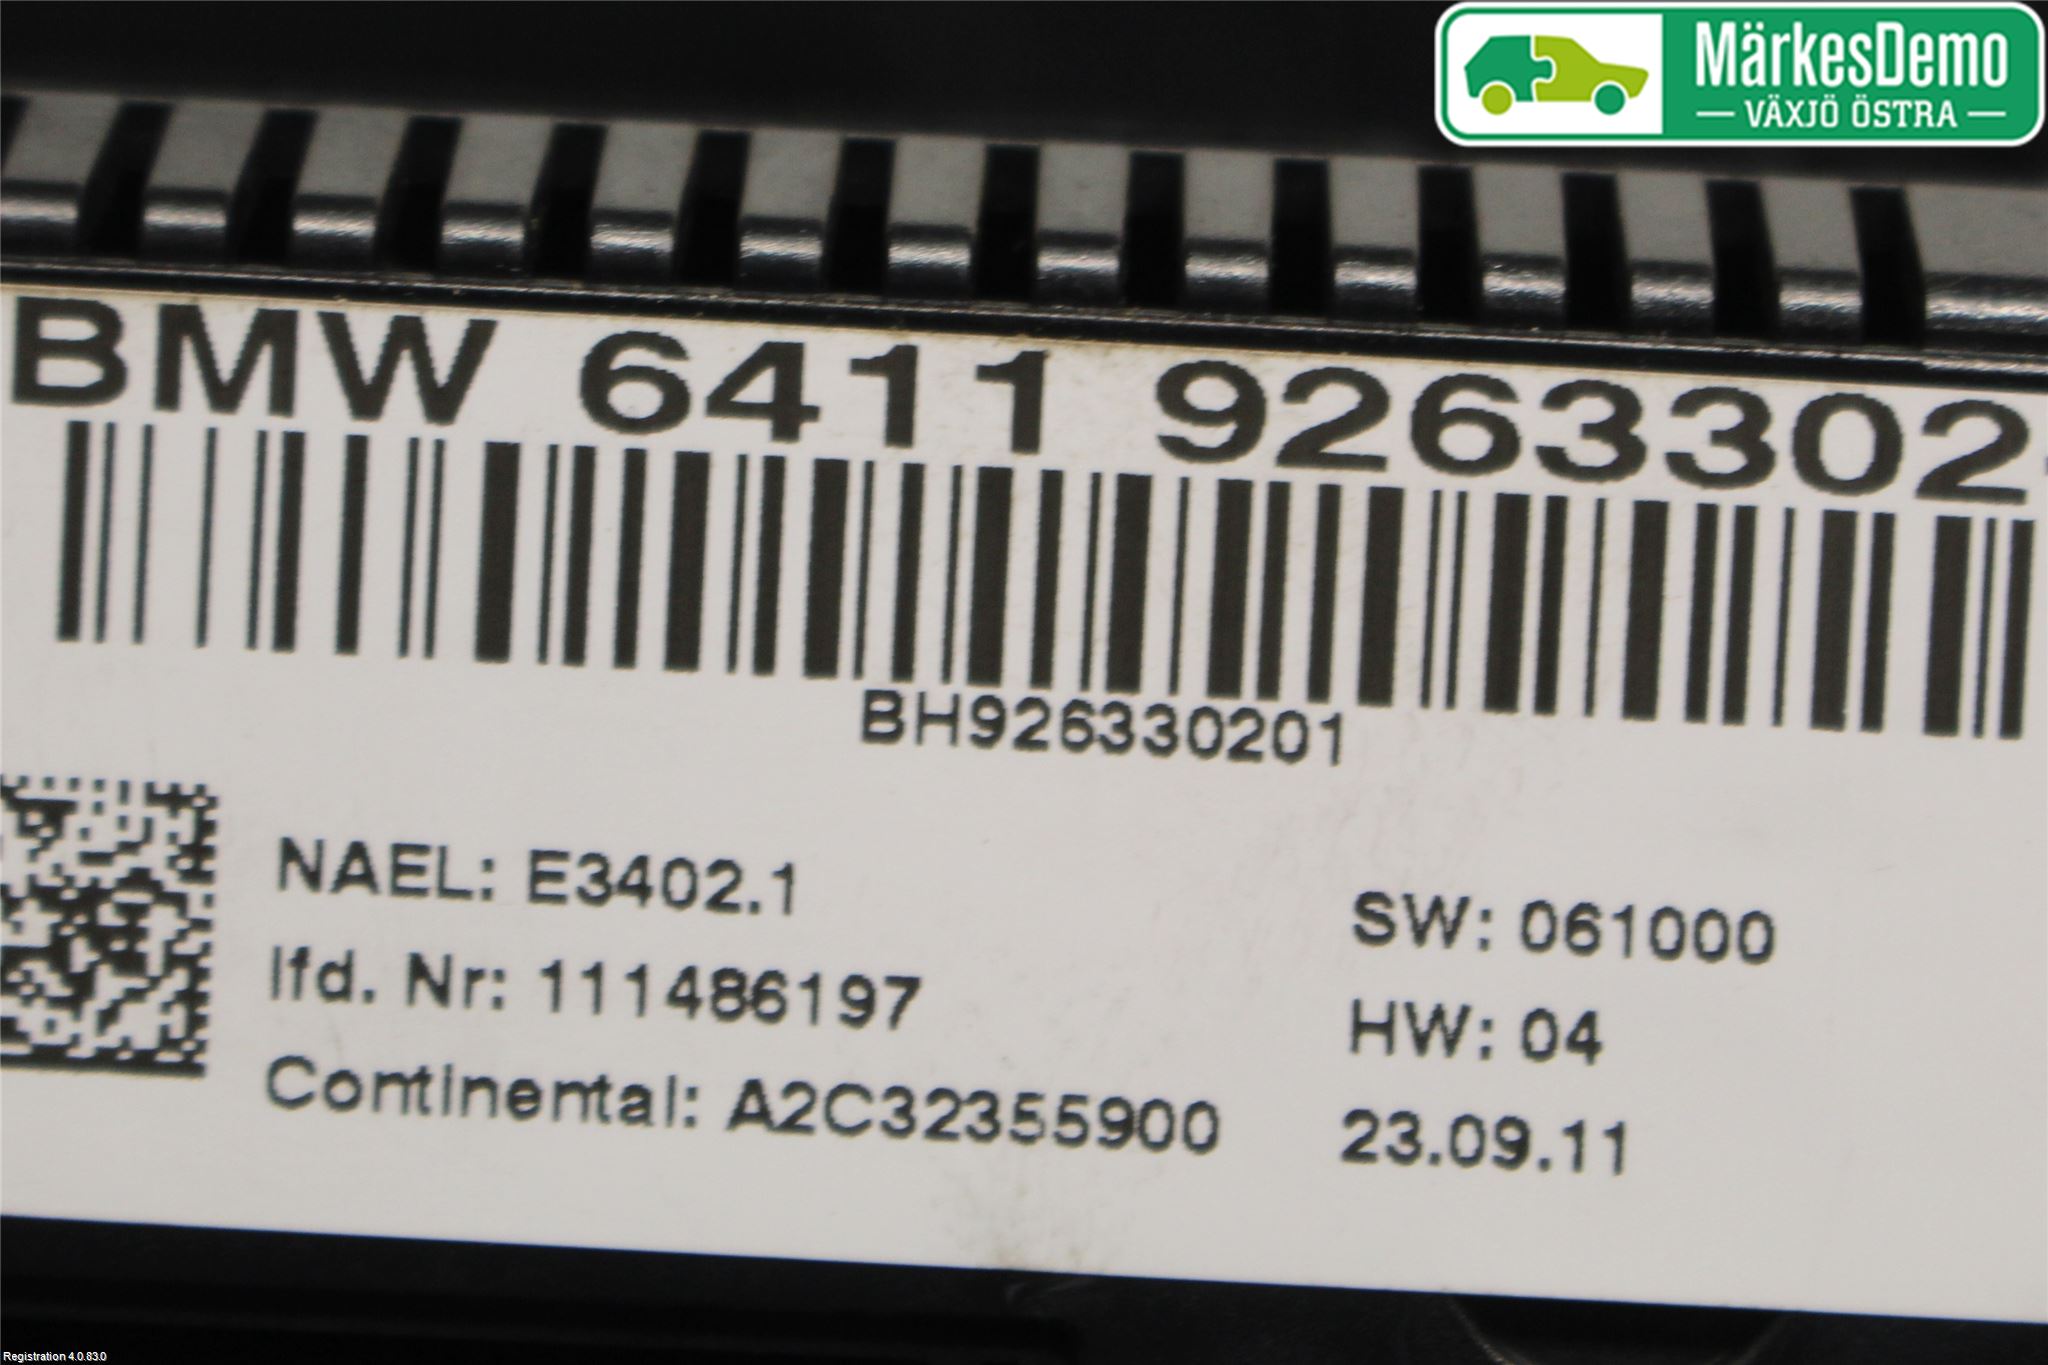 MärkesDemo
VÄXJÖ ÖSTRA
BMW 6411 9263302-
BH926330201
NAEL: E3402.1
lfd. Nr: 111486197
Continental: A2C32355900
SW: 061000
HW: 04
23.09.11
Registration 4.0.83.0